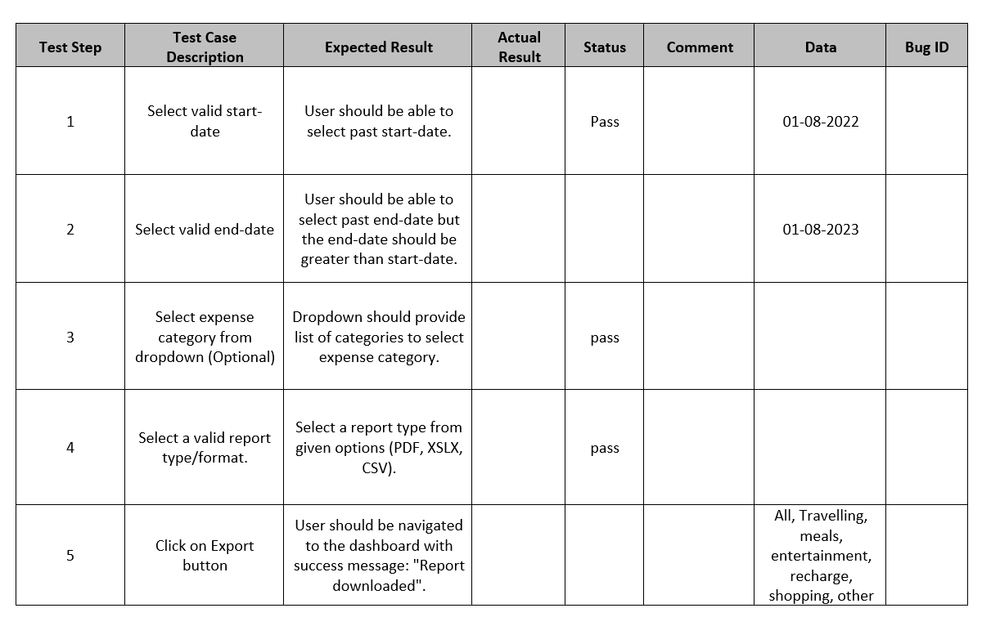 Test Step
Test Case
Description
Expected Result
Actual
Result
Status
Comment
Data
Bug ID
1
Select valid start-
date
User should be able to
select past start-date.
Pass
01-08-2022
2
Select valid end-date
User should be able to
select past end-date but
the end-date should be
greater than start-date.
01-08-2023
3
Select expense
category from
dropdown (Optional)
Dropdown should provide
list of categories to select
expense category.
pass
4
Select a valid report
type/format.
Select a report type from
given options (PDF, XSLX,
CSV).
pass
5
Click on Export
button
User should be navigated
to the dashboard with
success message: "Report
downloaded".
All, Travelling,
meals,
entertainment,
recharge,
shopping, other